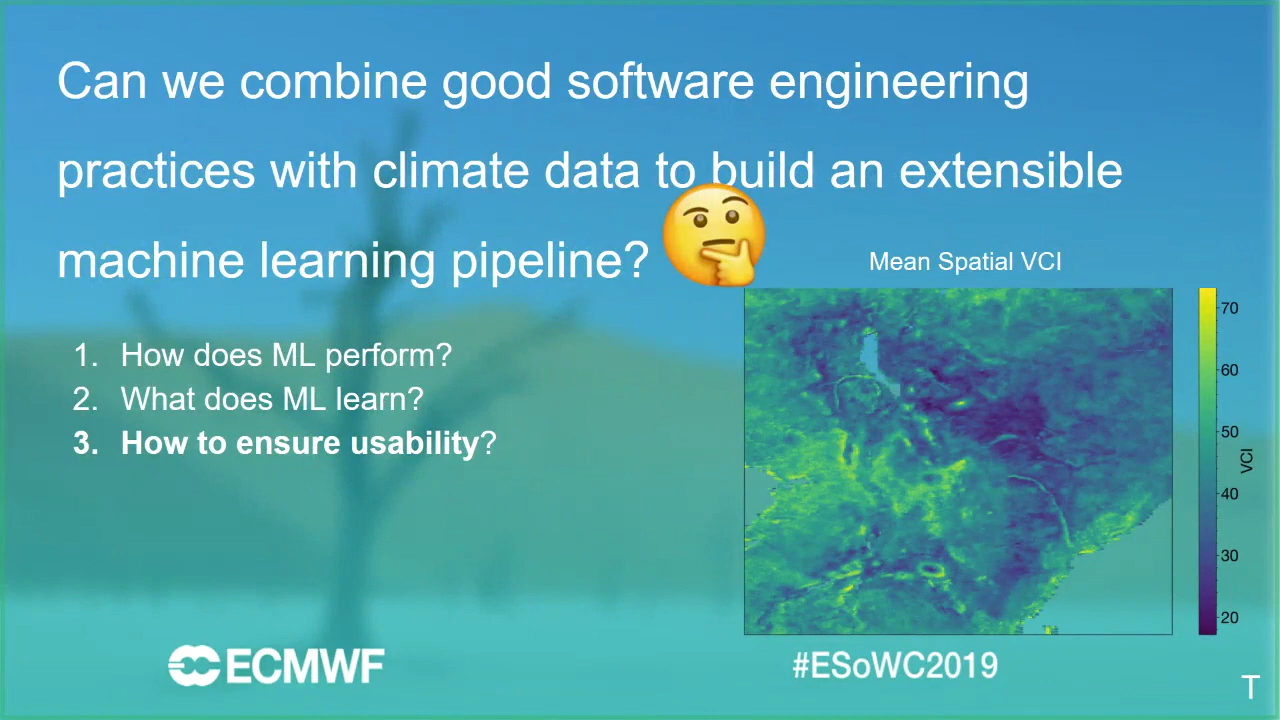 Can we combine good software engineering
practices with climate data to build an extensible
machine learning pipeline?
1. How does ML perform?
2. What does ML learn?
3. How to ensure usability?
Mean Spatial VCI
70
60
50
40
30
20
VCI
ECMWF
#ESoWC2019
T